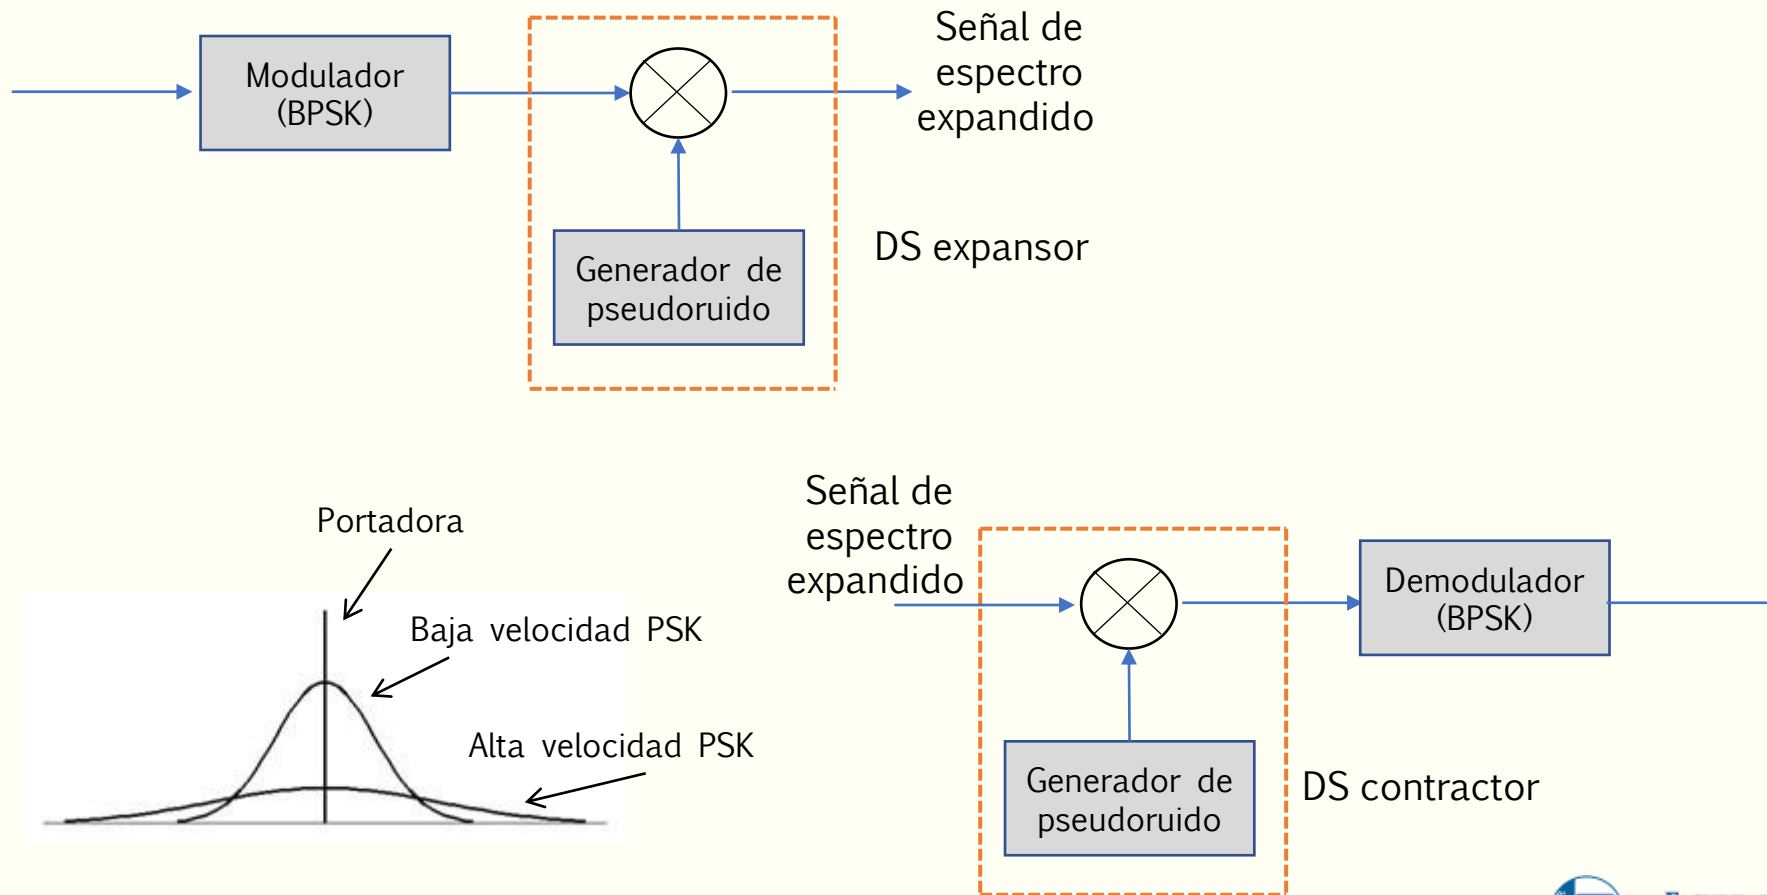 Modulador
(BPSK)
Señal de
espectro
expandido
Generador de
pseudoruido
DS expansor
Portadora
Baja velocidad PSK
Alta velocidad PSK
Señal de
espectro
expandido
Demodulador
(BPSK)
Generador de
pseudoruido
DS contractor